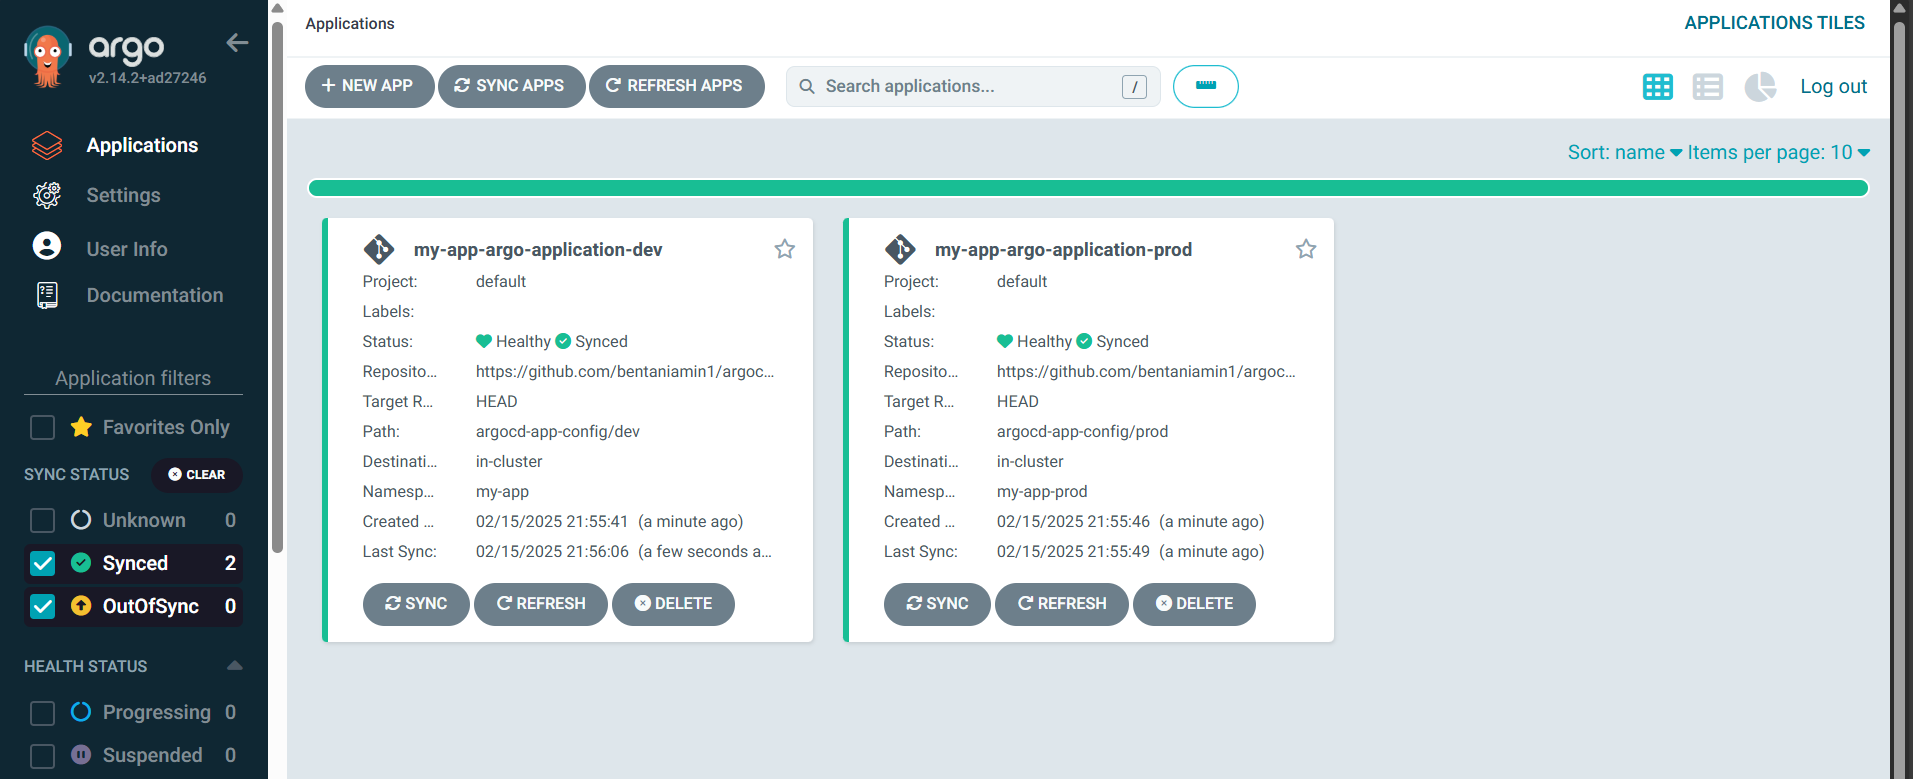 argo
v2.14.2+ad27246
Applications
Settings
User Info
Documentation
Application filters
Favorites Only
SYNC STATUS CLEAR
Unknown 0
Synced 2
OutOfSync 0
HEALTH STATUS
Progressing 0
Suspended 0
Applications APPLICATIONS TILES
NEW APP SYNC APPS REFRESH APPS Search applications... / Log out
Sort: name Items per page: 10
my-app-argo-application-dev
Project: default
Labels:
Status: Healthy Synced
Reposito... https://github.com/bentaniamin1/argoc...
Target R... HEAD
Path: argocd-app-config/dev
Destinati... in-cluster
Namesp... my-app
Created ... 02/15/2025 21:55:41 (a minute ago)
Last Sync: 02/15/2025 21:56:06 (a few seconds a...
SYNC REFRESH DELETE
my-app-argo-application-prod
Project: default
Labels:
Status: Healthy Synced
Reposito... https://github.com/bentaniamin1/argoc...
Target R... HEAD
Path: argocd-app-config/prod
Destinati... in-cluster
Namesp... my-app-prod
Created ... 02/15/2025 21:55:46 (a minute ago)
Last Sync: 02/15/2025 21:55:49 (a minute ago)
SYNC REFRESH DELETE